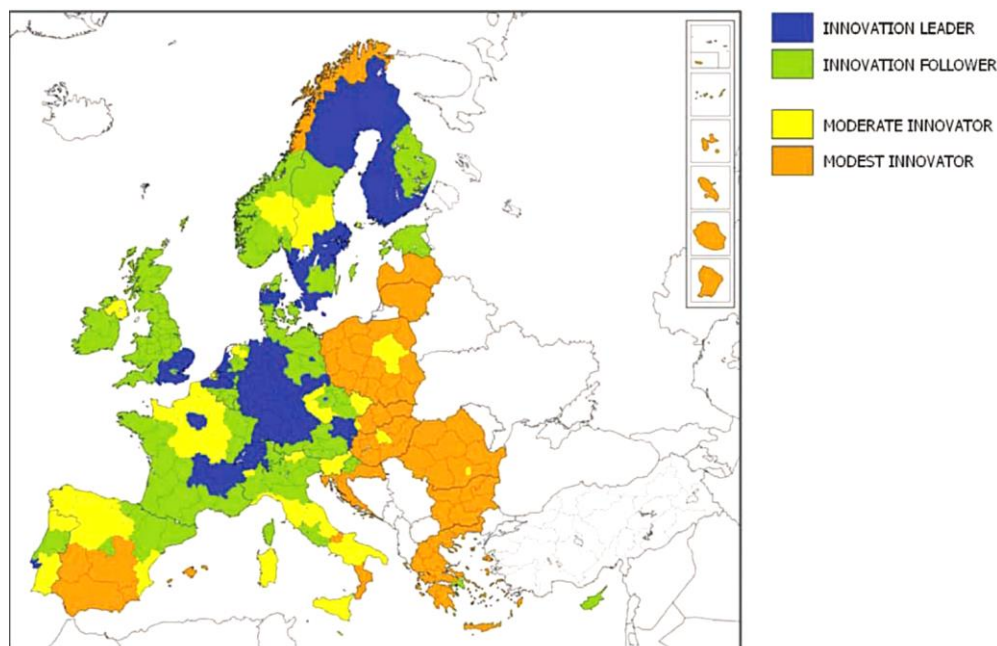 INNOVATION LEADER
INNOVATION FOLLOWER
MODERATE INNOVATOR
MODEST INNOVATOR